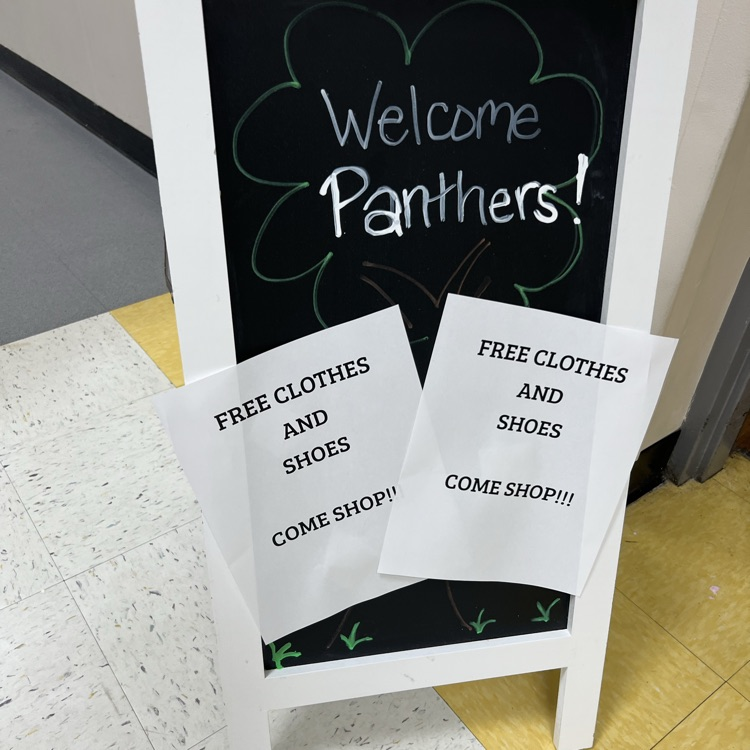 Welcome
Panthers!
FREE CLOTHES
AND
SHOES
COME SHOP!!
FREE CLOTHES
AND
SHOES
COME SHOP!!!